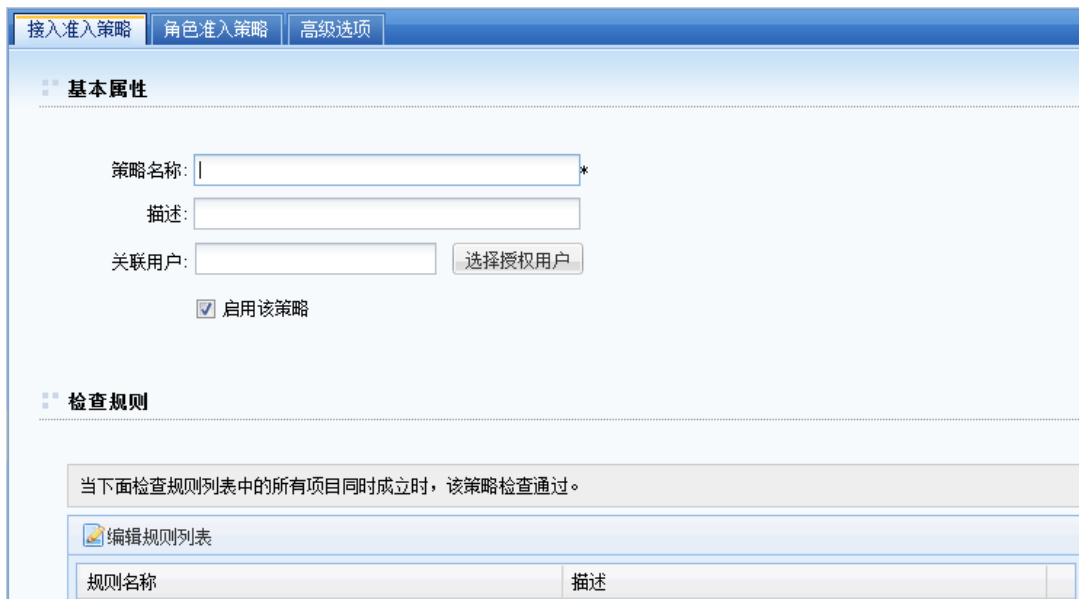 接入准入策略 角色准入策略 高级选项
基本属性
策略名称: *
描述:
关联用户: 选择授权用户
启用该策略
检查规则
当下面检查规则列表中的所有项目同时成立时，该策略检查通过。
编辑规则列表
规则名称 描述